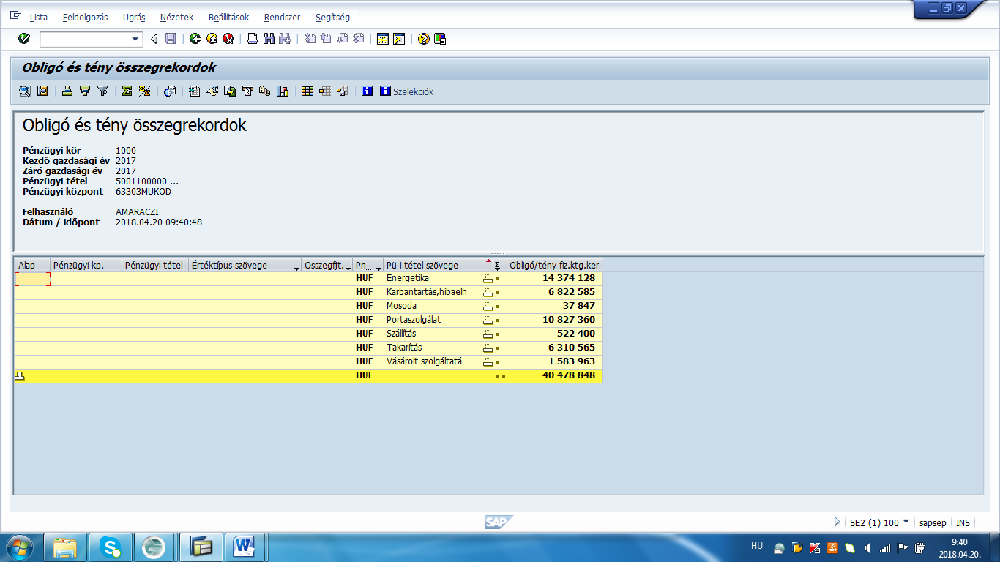 Lista Feldolgozás Ugrás Nézetek Beállítások Rendszer Segítség
Obligó és tény összegrekordok
Szelekciók
Obligó és tény összegrekordok
Pénzügyi kör 1000
Kezdő gazdasági év 2017
Záró gazdasági év 2017
Pénzügyi tétel 5001100000 ...
Pénzügyi központ 63303MUKOD
Felhasználó AMARACZI
Dátum / időpont 2018.04.20 09:40:48
Alap Pénzügyi kp. Pénzügyi tétel Értéktípus szövege Összegfjt. Pn... Pü-i tétel szövege Σ Obligó/tény fiz.ktg.ker
HUF Energetika 14 374 128
HUF Karbantartás,hibaelh 6 822 585
HUF Mosoda 37 847
HUF Portaszolgálat 10 827 360
HUF Szállítás 522 400
HUF Takarítás 6 310 565
HUF Vásárolt szolgáltatá 1 583 963
HUF 40 478 848
SAP SE2 (1) 100 sapsep INS
HU 9:40
2018.04.20.